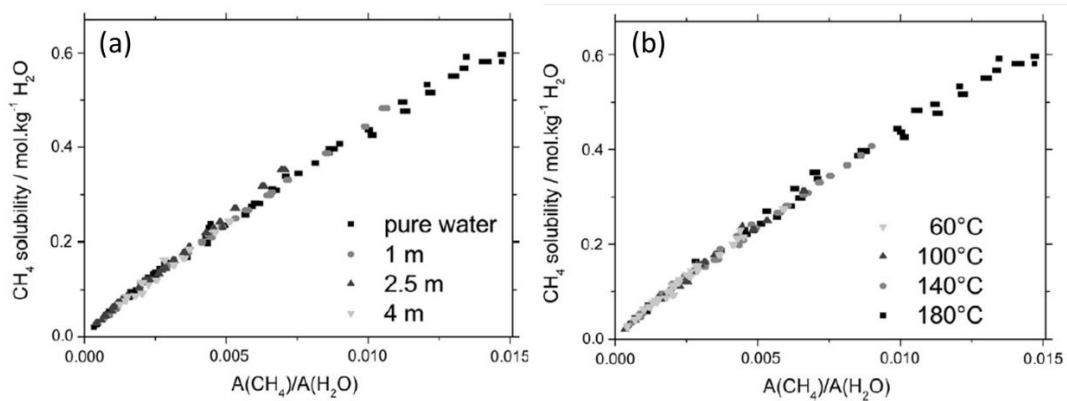 (a)
CH₄ solubility / mol.kg⁻¹ H₂O
0.6
0.4
0.2
0.0
pure water
1 m
2.5 m
4 m
0.000
0.005
0.010
0.015
A(CH₄)/A(H₂O)
(b)
CH₄ solubility / mol.kg⁻¹ H₂O
0.6
0.4
0.2
0.0
60°C
100°C
140°C
180°C
0.000
0.005
0.010
0.015
A(CH₄)/A(H₂O)